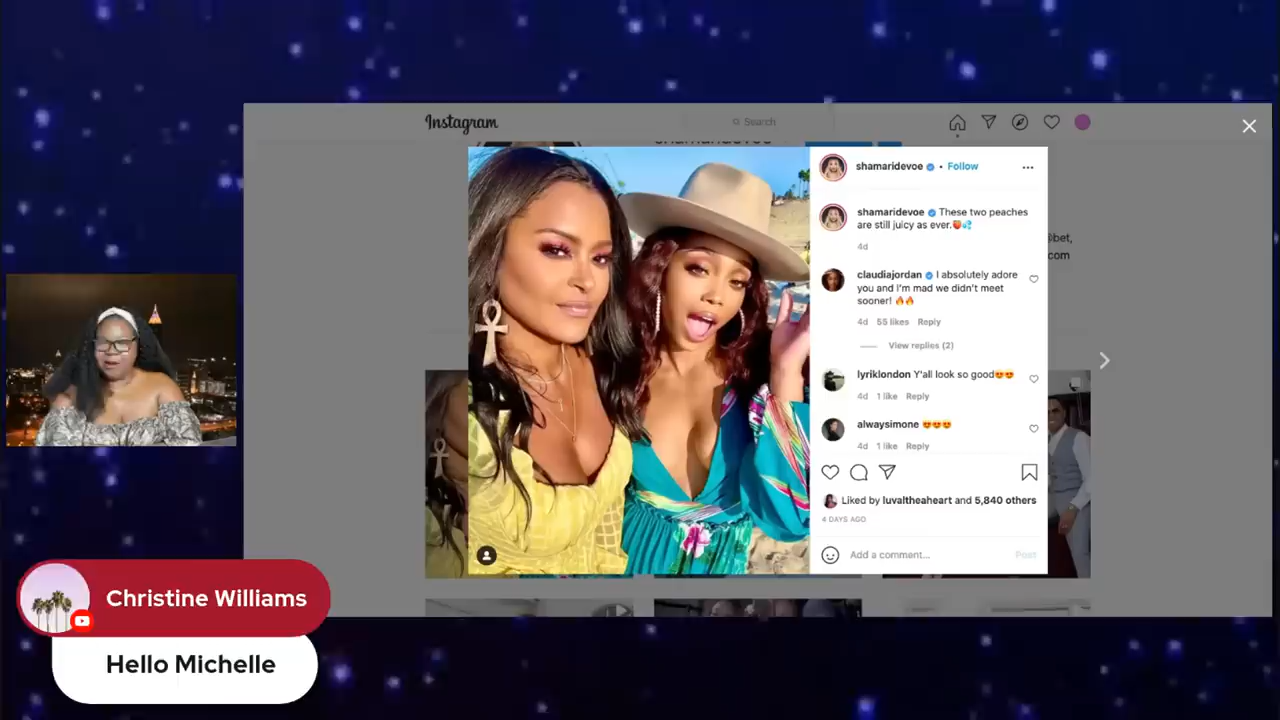 Instagram
Search
shamaridevoe • Follow
shamaridevoe These two peaches
are still juicy as ever.🍑💦
4d
claudiajordan I absolutely adore
you and I'm mad we didn't meet
sooner! 🔥🔥
4d 55 likes Reply
View replies (2)
lyriklondon Y'all look so good😍😍
4d 1 like Reply
alwaysimone 😍😍😍
4d 1 like Reply
Liked by luvaltheaheart and 5,840 others
4 DAYS AGO
Add a comment... Post
@bet,
com
Christine Williams
Hello Michelle